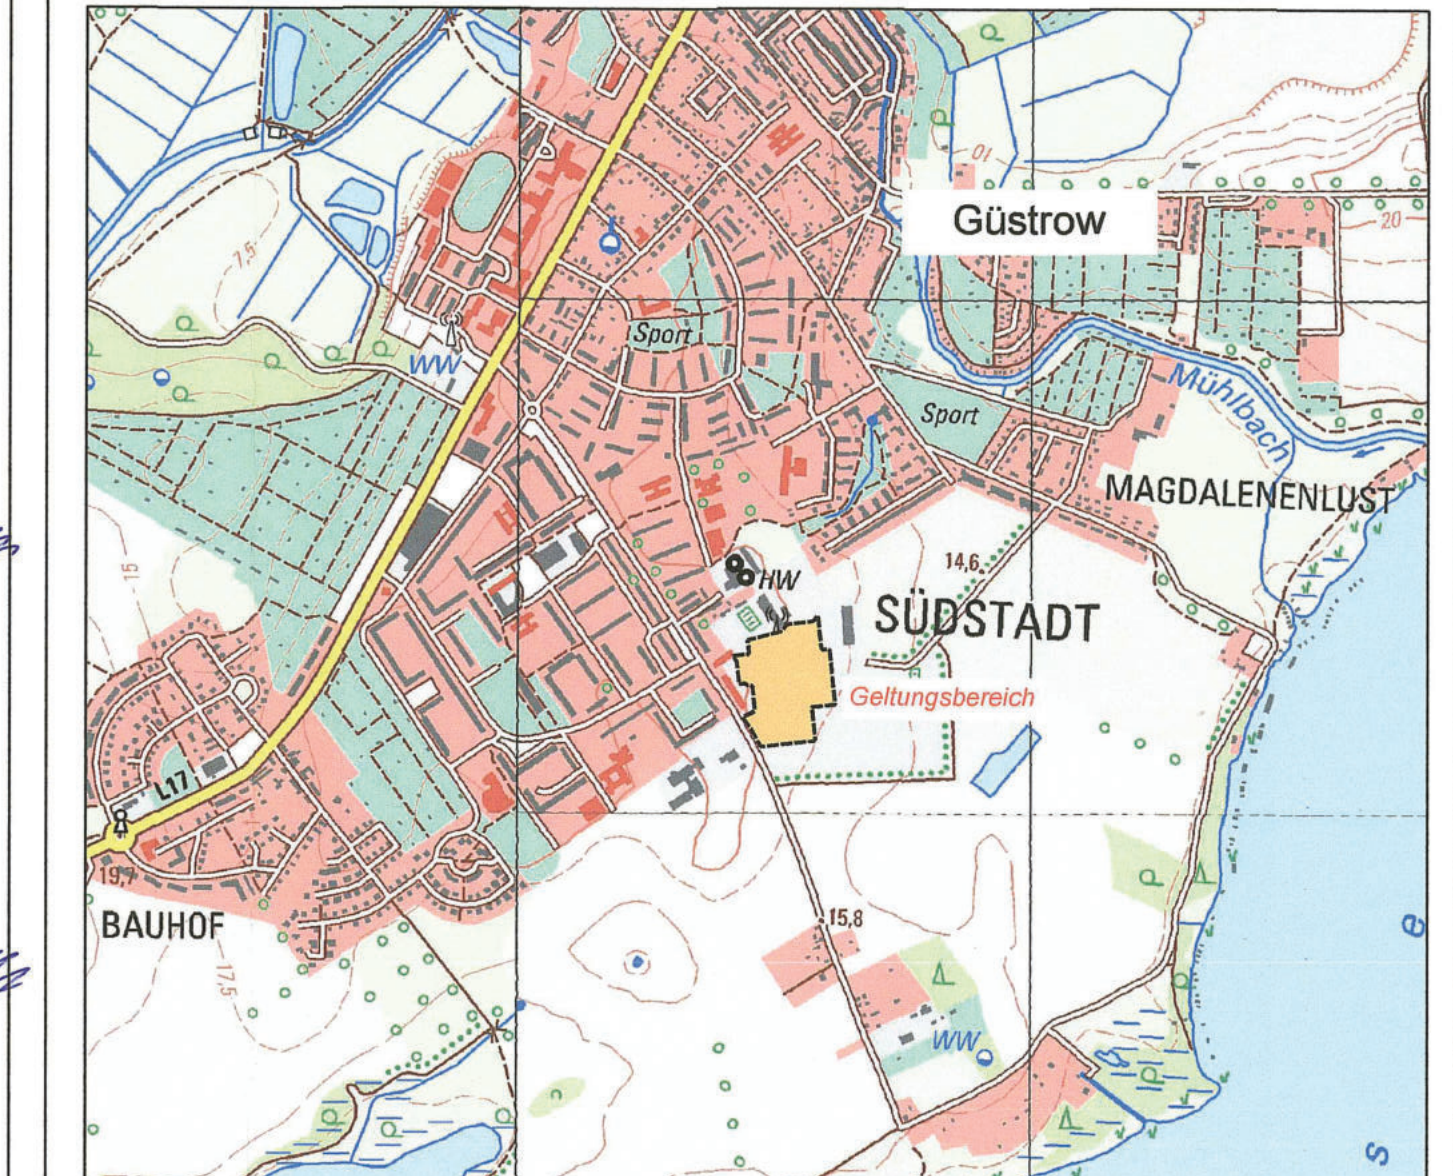 10
Güstrow
20
7,5
Sport
WW
Mühlbach
Sport
MAGDALENENLUST
15
14,6
HW
SÜDSTADT
Geltungsbereich
L17
19,7
15,8
BAUHOF
17,5
WW
e
s